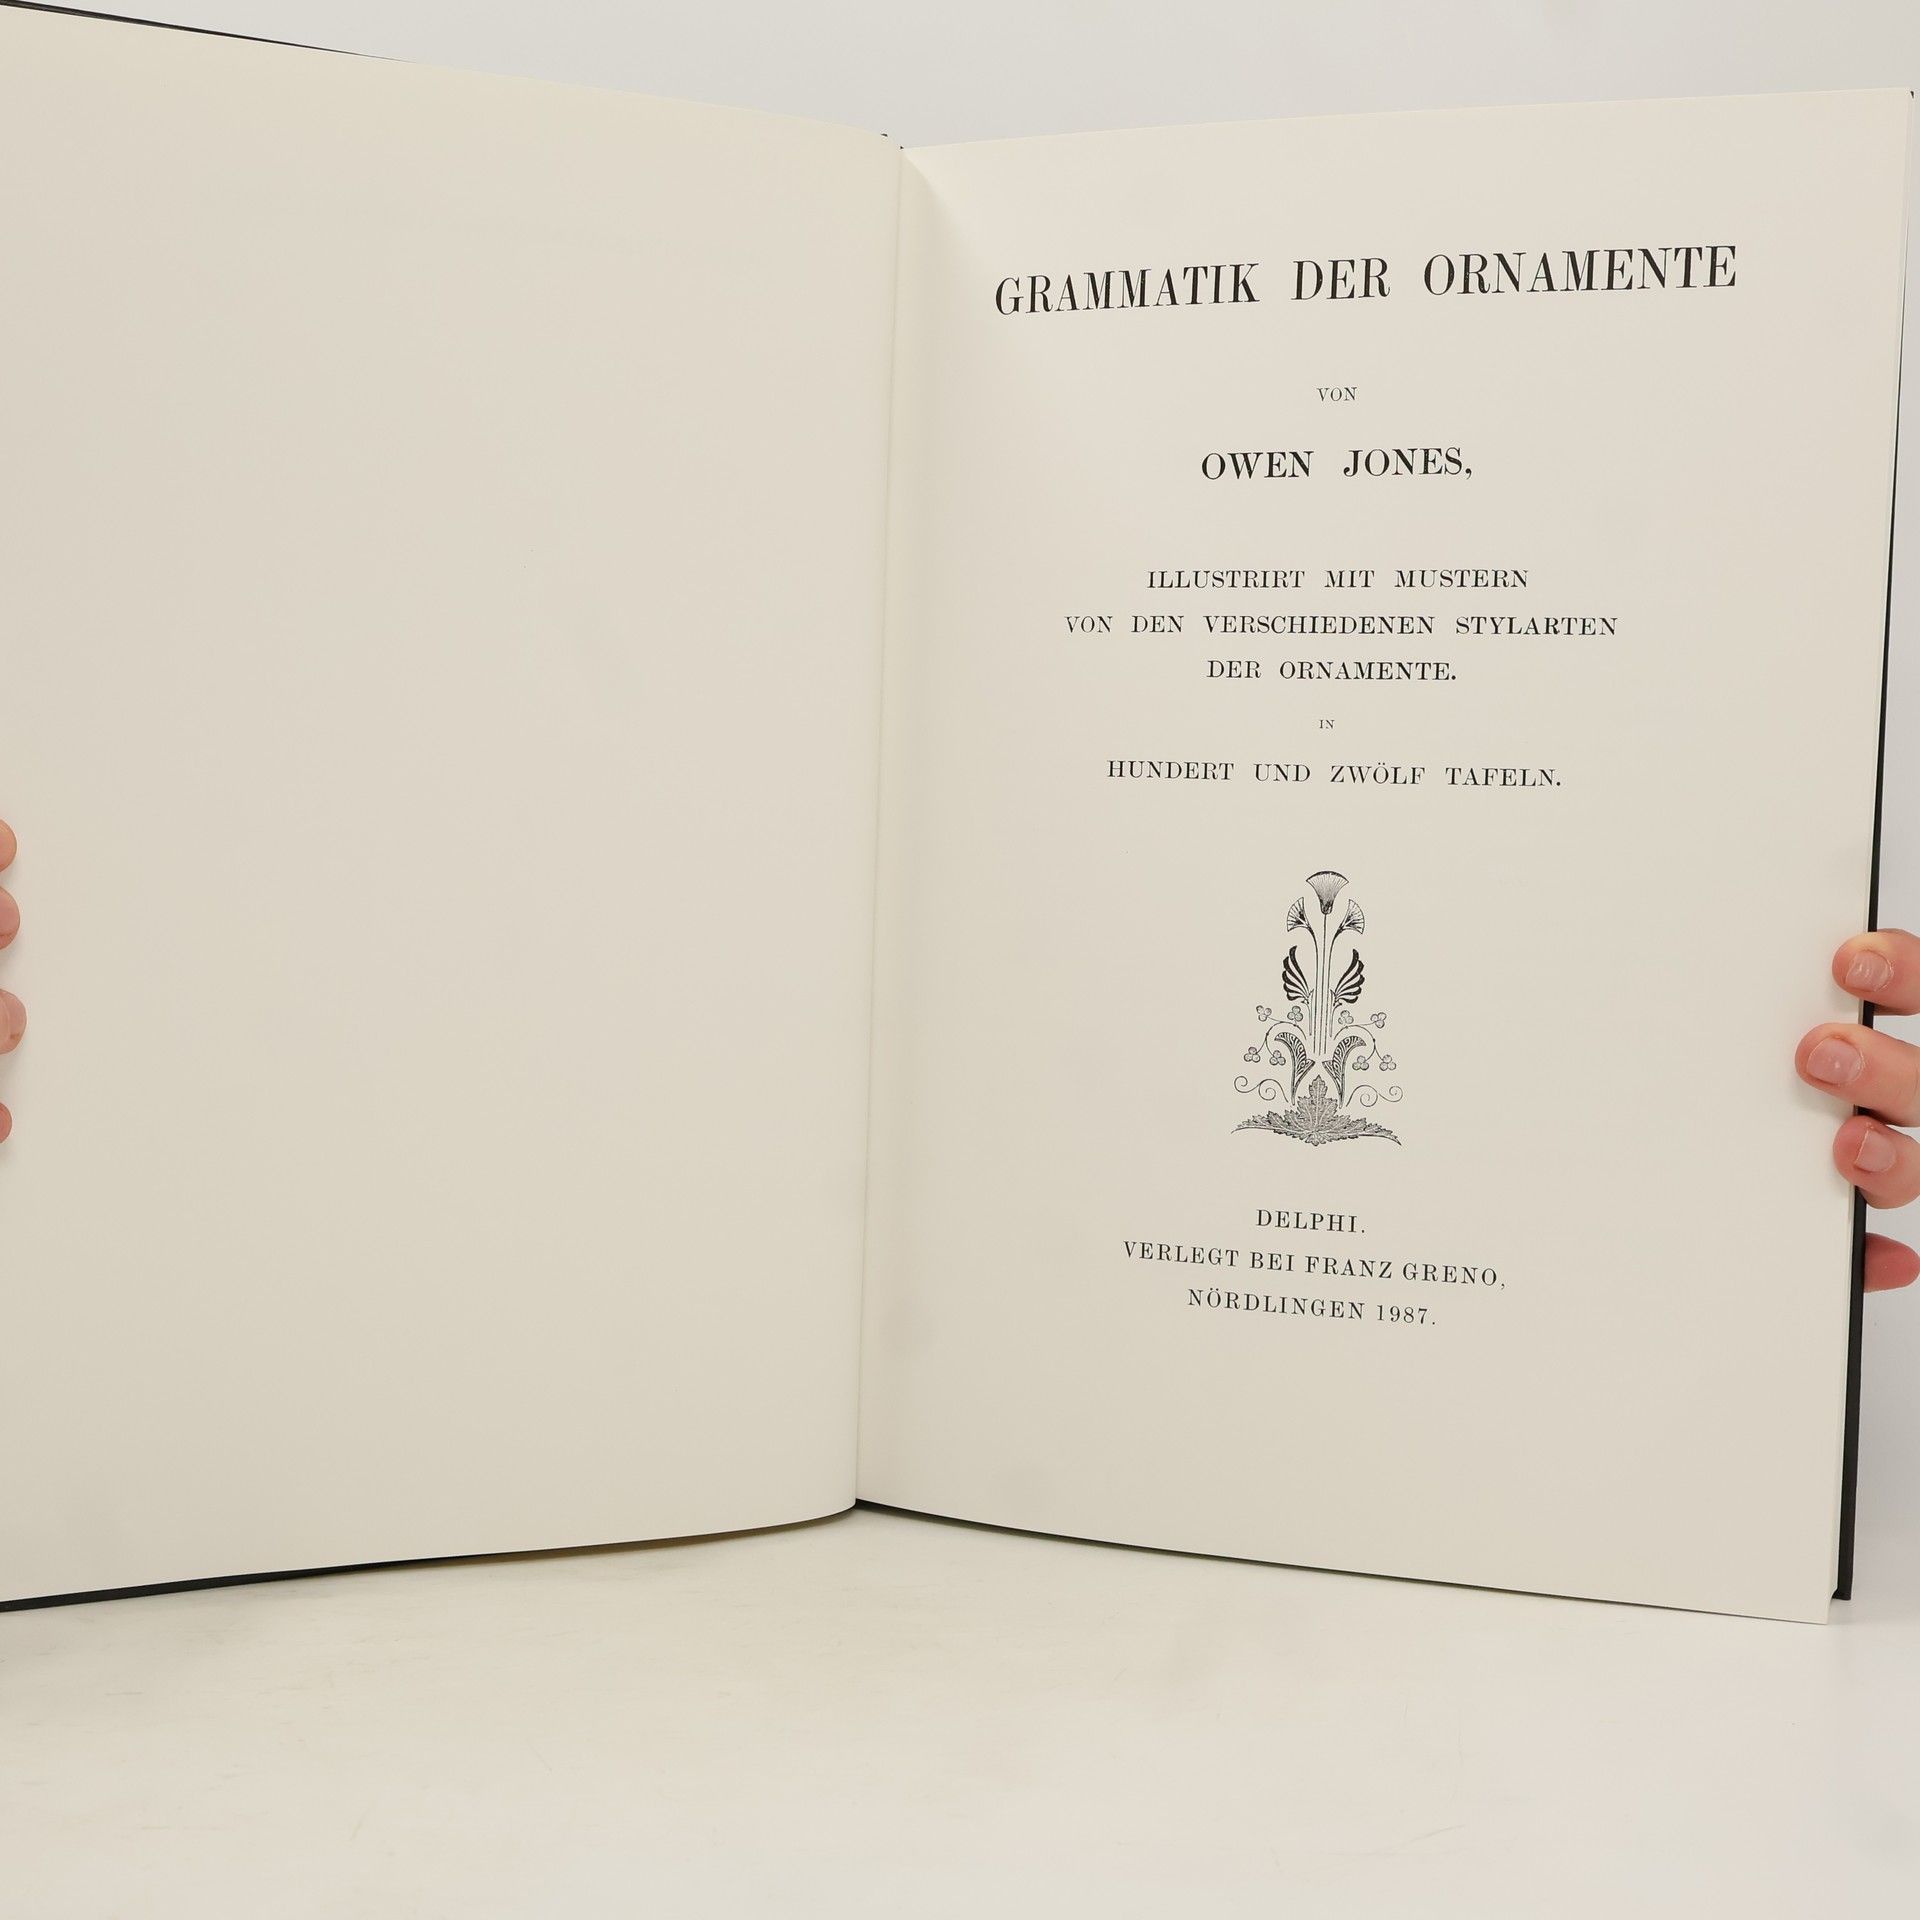 GRAMMATIK DER ORNAMENTE
VON
OWEN JONES,
ILLUSTRIRT MIT MUSTERN
VON DEN VERSCHIEDENEN STYLARTEN
DER ORNAMENTE.
IN
HUNDERT UND ZWÖLF TAFELN.
DELPHI.
VERLEGT BEI FRANZ GRENO,
NÖRDLINGEN 1987.